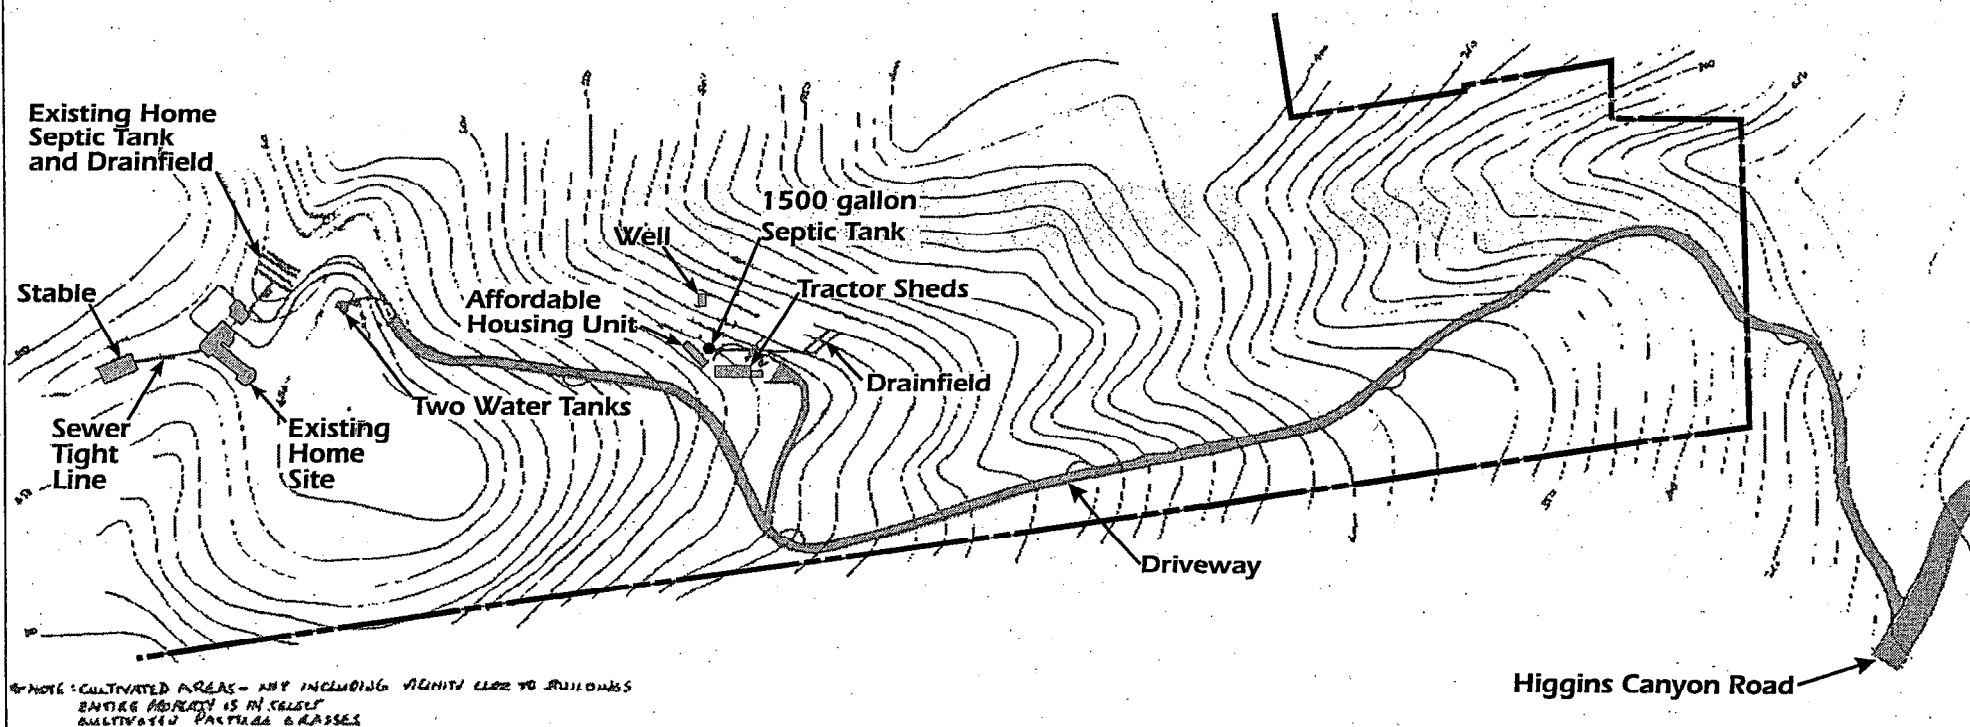 Existing Home
Septic Tank
and Drainfield
1500 gallon
Septic Tank
Well
Stable
Affordable
Housing Unit
Tractor Sheds
Drainfield
Two Water Tanks
Sewer
Tight
Line
Existing
Home
Site
Driveway
Higgins Canyon Road
NOTE: CULTIVATED AREAS - NOT INCLUDING VICINITY CLOSE TO BUILDINGS
ENTIRE PROPERTY IS IN SELECT
CULTIVATED PASTURE GRASSES